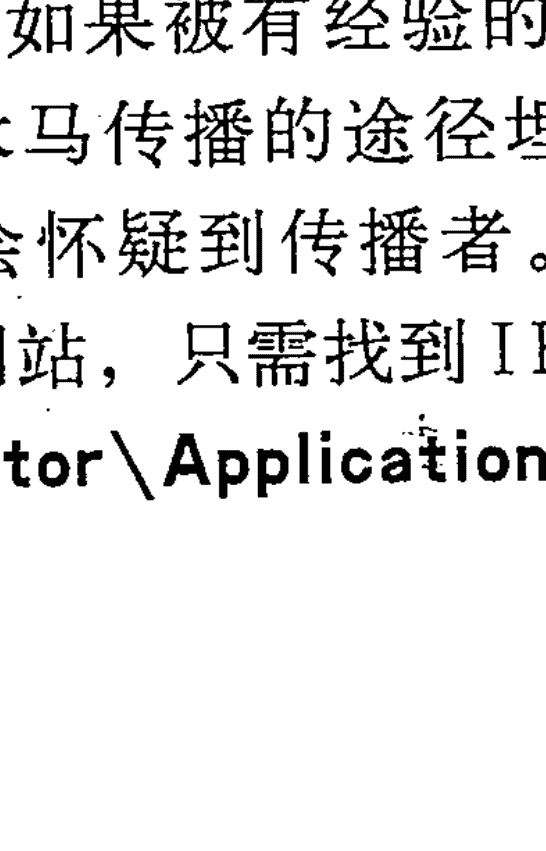 如果被有经验的
马传播的途径
会怀疑到传播者。
站，只需找到 I
tor\Application